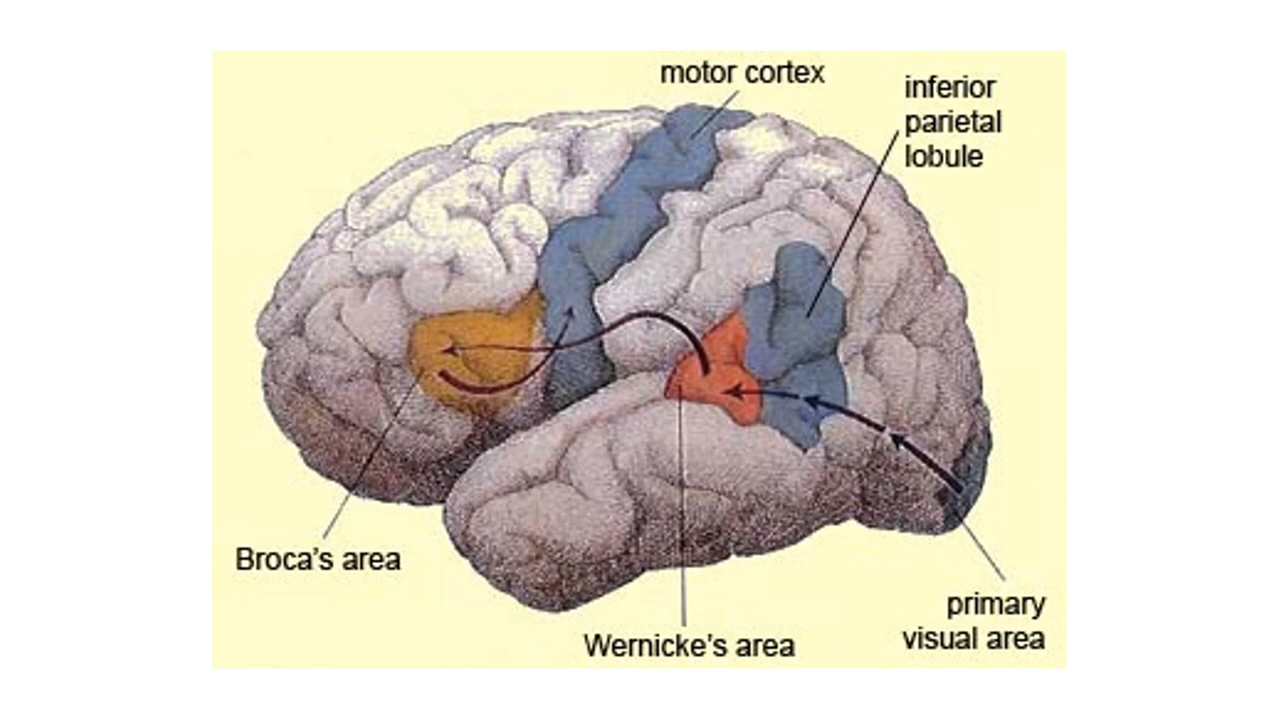 motor cortex
inferior
parietal
lobule
Broca's area
Wernicke's area
primary
visual area